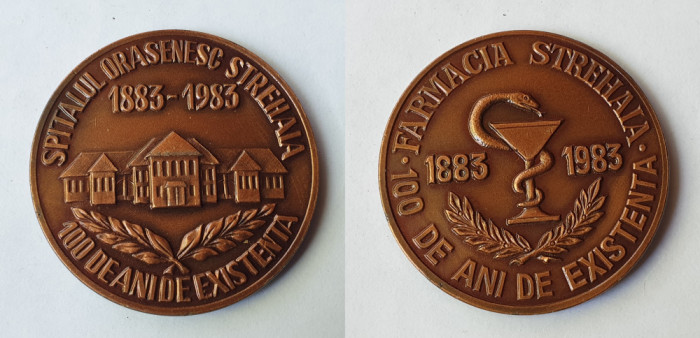 SPITALUL ORASENESC STREHAIA
1883-1983
100 DE ANI DE EXISTENTA
· FARMACIA STREHAIA ·
1883 1983
100 DE ANI DE EXISTENTA